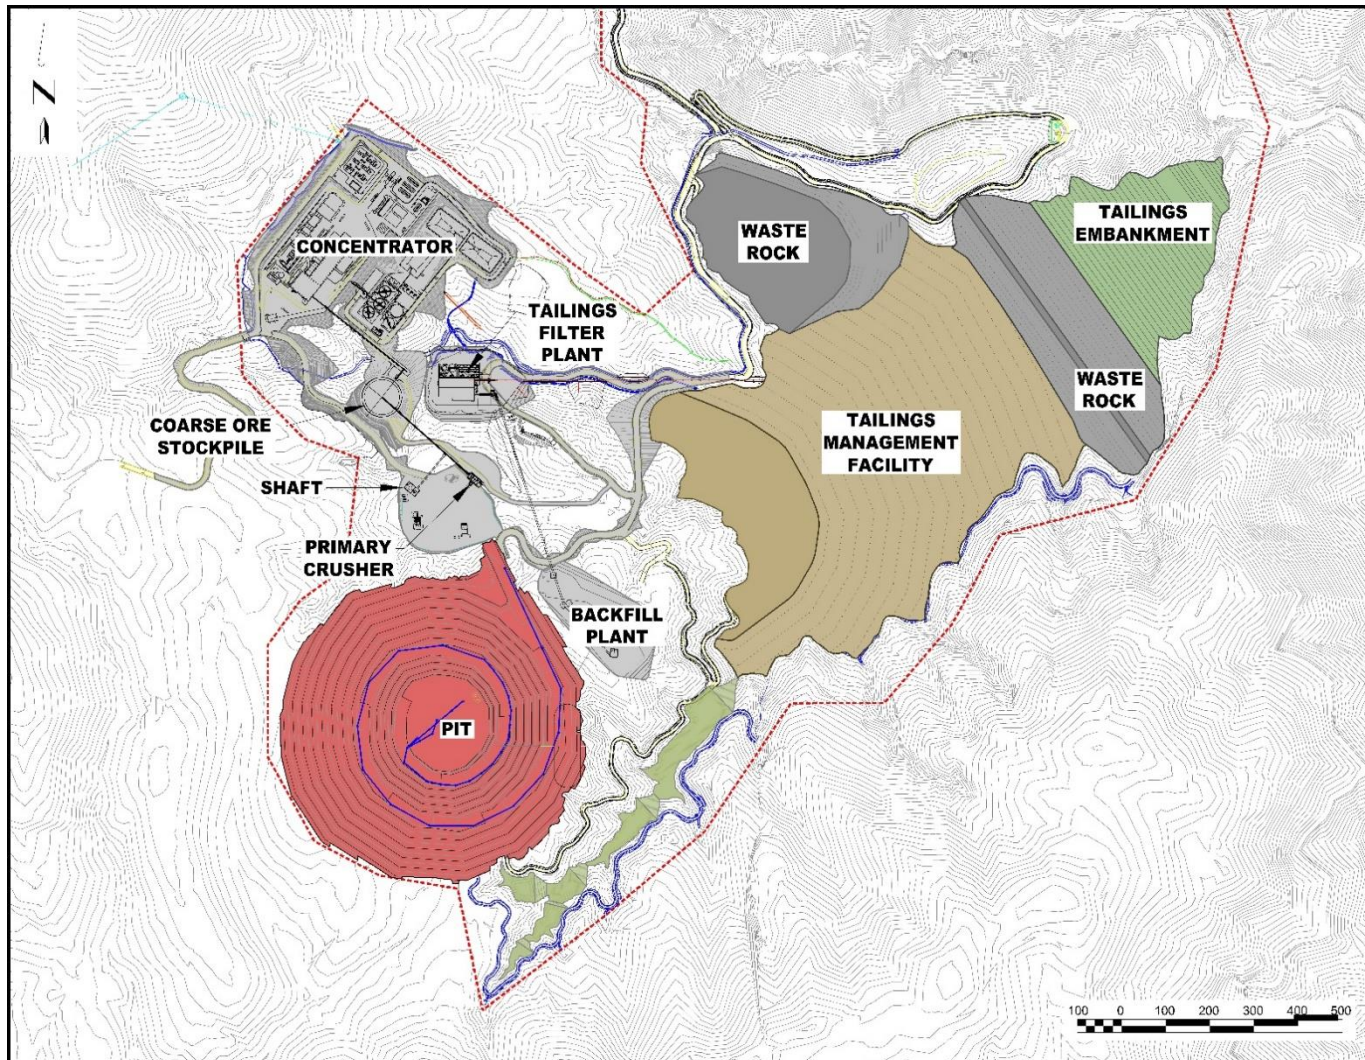 N
WASTE
ROCK
TAILINGS
EMBANKMENT
CONCENTRATOR
TAILINGS
FILTER
PLANT
WASTE
ROCK
COARSE ORE
STOCKPILE
TAILINGS
MANAGEMENT
FACILITY
SHAFT
PRIMARY
CRUSHER
BACKFILL
PLANT
PIT
100 0 100 200 300 400 500